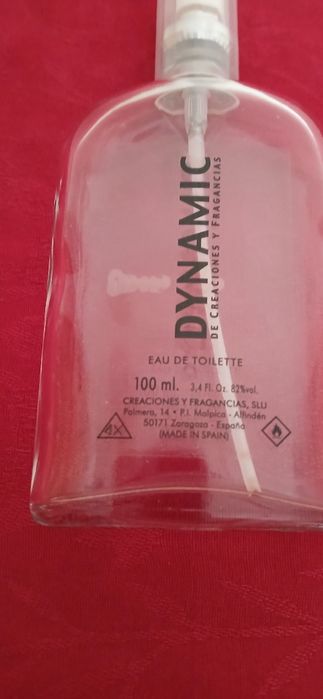 DYNAMIC
DE CREACIONES Y FRAGANCIAS
EAU DE TOILETTE
100 ml. 3,4 Fl. Oz. 82%vol.
CREACIONES Y FRAGANCIAS, SLU
Palmera, 14 • P.I. Malpica - Alfindén
50171 Zaragoza - España
(MADE IN SPAIN)